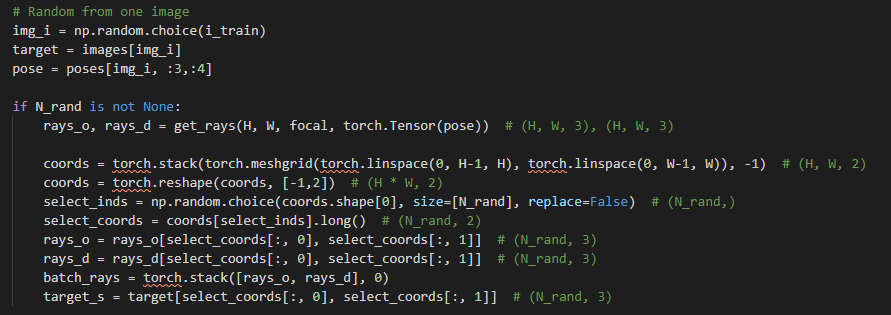 # Random from one image
img_i = np.random.choice(i_train)
target = images[img_i]
pose = poses[img_i, :3,:4]
if N_rand is not None:
rays_o, rays_d = get_rays(H, W, focal, torch.Tensor(pose))  # (H, W, 3), (H, W, 3)
coords = torch.stack(torch.meshgrid(torch.linspace(0, H-1, H), torch.linspace(0, W-1, W)), -1)  # (H, W, 2)
coords = torch.reshape(coords, [-1,2])  # (H * W, 2)
select_inds = np.random.choice(coords.shape[0], size=[N_rand], replace=False)  # (N_rand,)
select_coords = coords[select_inds].long()  # (N_rand, 2)
rays_o = rays_o[select_coords[:, 0], select_coords[:, 1]]  # (N_rand, 3)
rays_d = rays_d[select_coords[:, 0], select_coords[:, 1]]  # (N_rand, 3)
batch_rays = torch.stack([rays_o, rays_d], 0)
target_s = target[select_coords[:, 0], select_coords[:, 1]]  # (N_rand, 3)